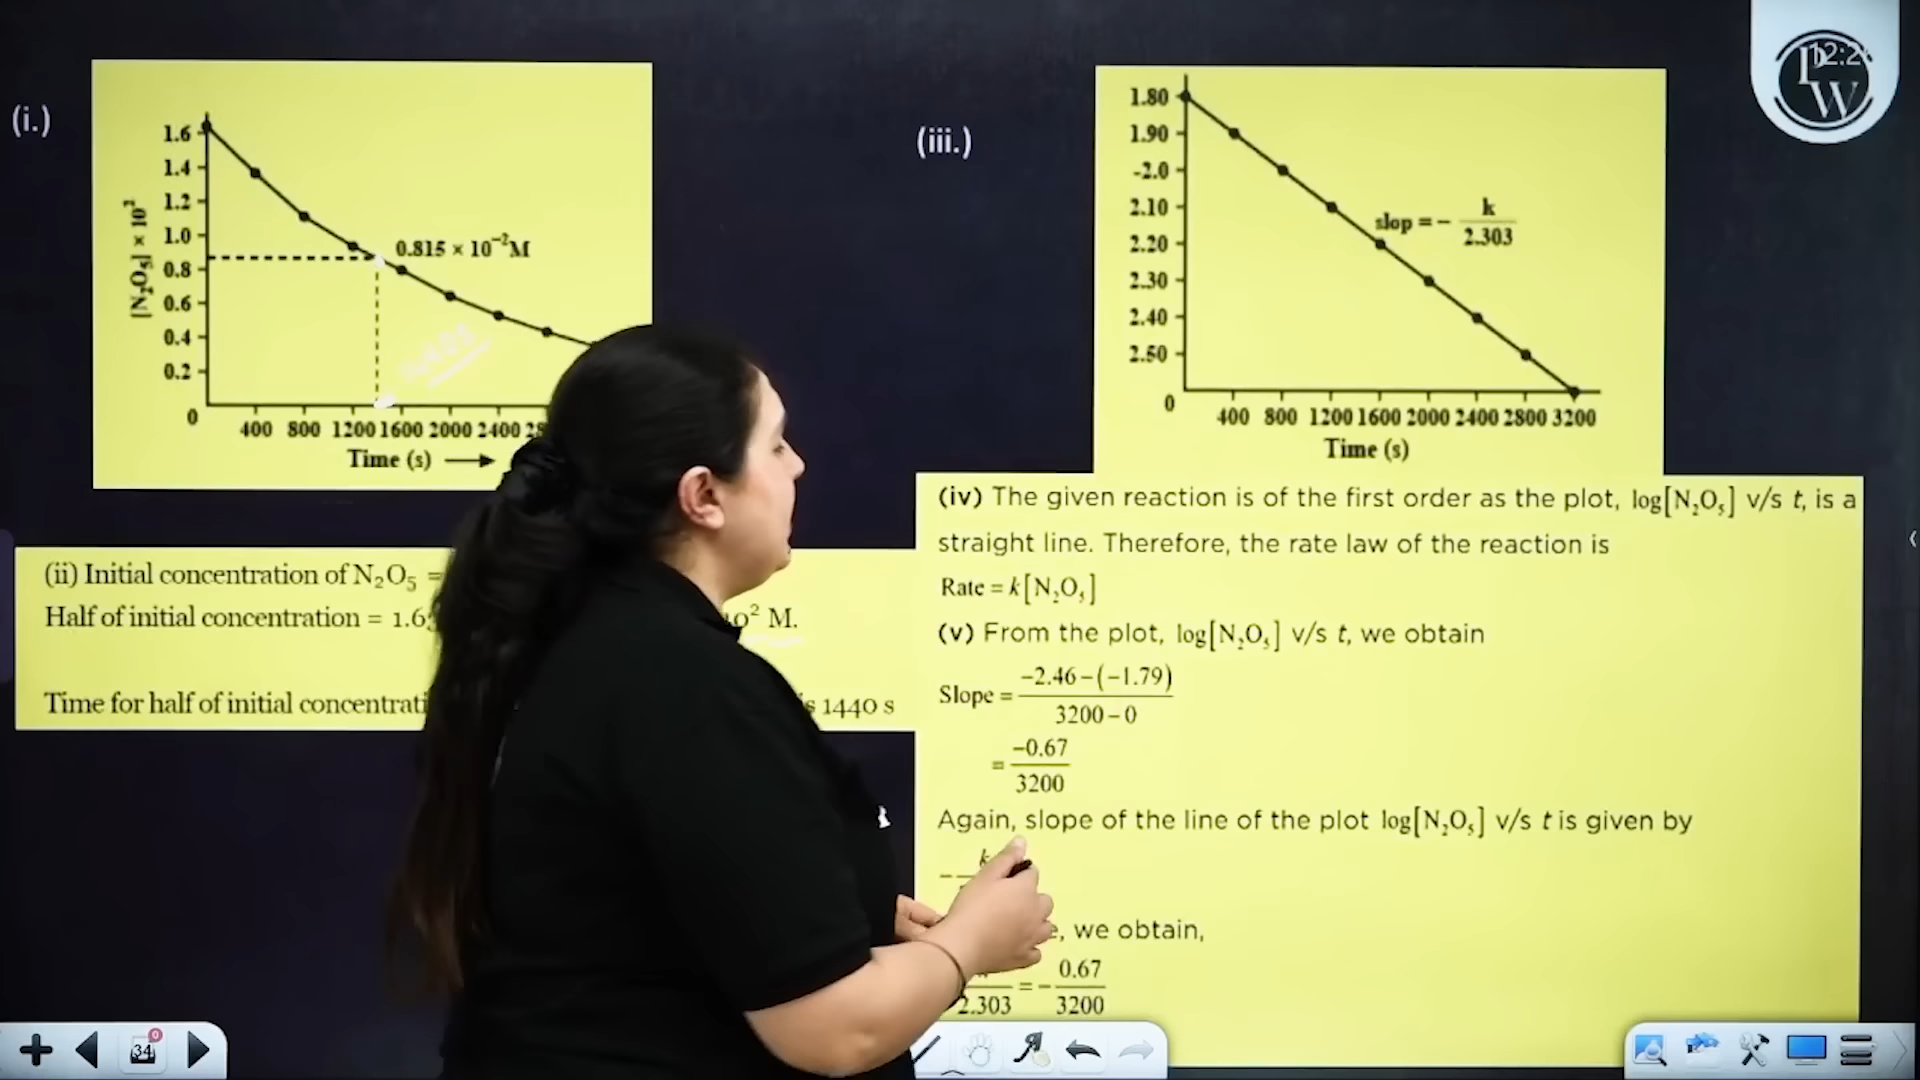 (i.)
1.6
1.4
1.2
1.0
0.8
0.6
0.4
0.2
0
[N₂O₅] × 10²
0.815 × 10⁻²M
400 800 1200 1600 2000 2400 28
Time (s)
(ii) Initial concentration of N₂O₅ =
Half of initial concentration = 1.6 M.
Time for half of initial 1440 s
(iii.)
1.80
1.90
-2.0
2.10
2.20
2.30
2.40
2.50
0
slop = - k / 2.303
400 800 1200 1600 2000 2400 2800 3200
Time (s)
(iv) The given reaction is of the first order as the plot, log[N₂O₅] v/s t, is a
straight line. Therefore, the rate law of the reaction is
Rate = k[N₂O₅]
(v) From the plot, log[N₂O₅] v/s t, we obtain
Slope = -2.46-(-1.79) / 3200-0
= -0.67 / 3200
Again, slope of the line of the plot log[N₂O₅] v/s t is given by
- k
, we obtain,
2.303 = - 0.67 / 3200
PW
12:2
34
0